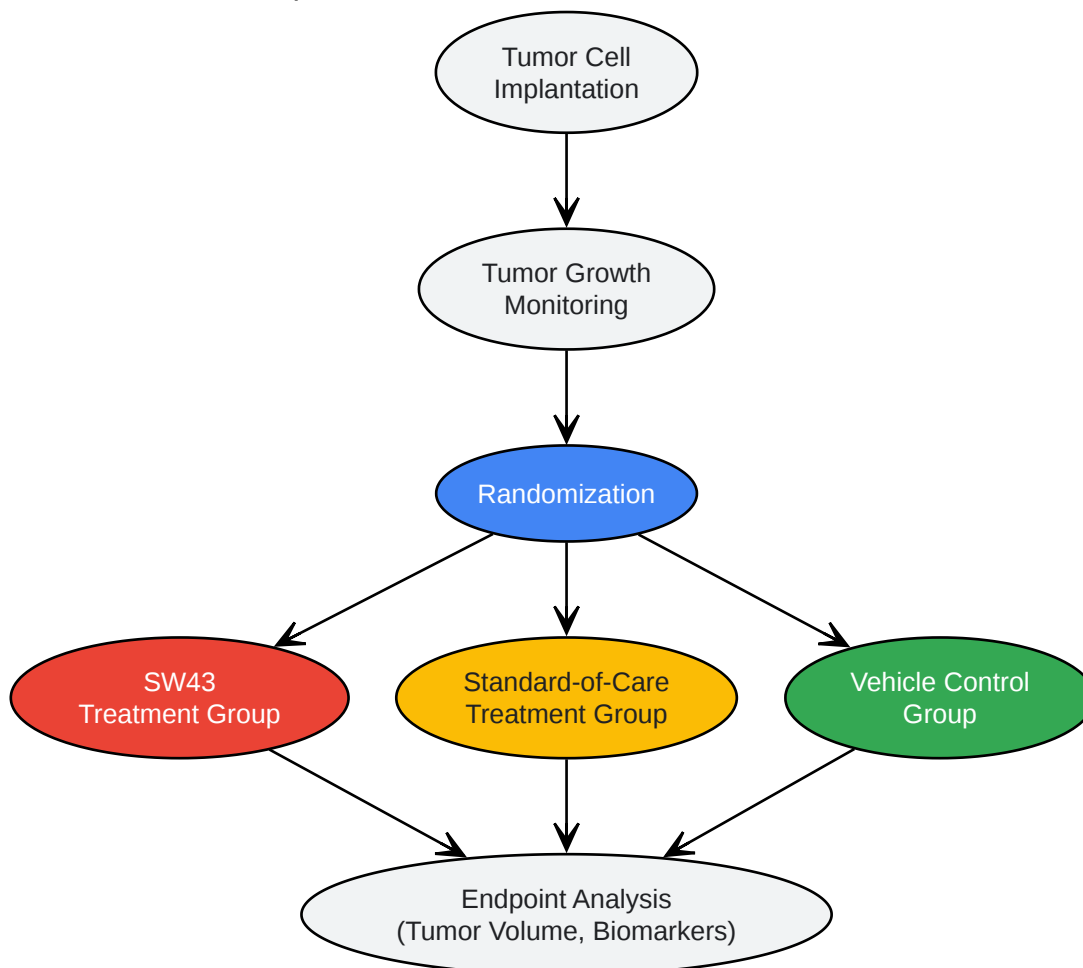 Tumor Cell
Implantation
Tumor Growth
Monitoring
Randomization
SW43
Treatment Group
Standard-of-Care
Treatment Group
Vehicle Control
Group
Endpoint Analysis
(Tumor Volume, Biomarkers)